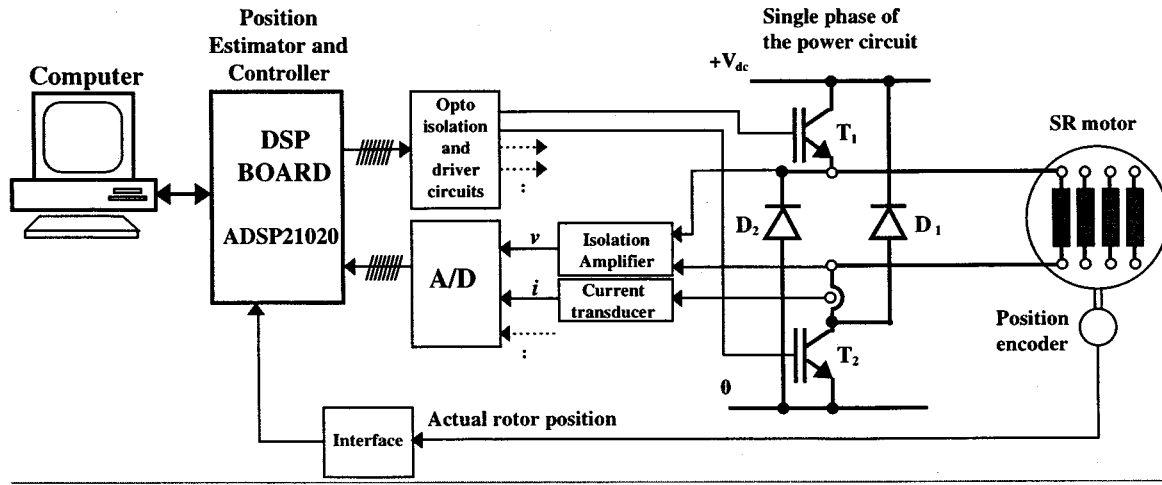 Position
Estimator and
Controller
Single phase of
the power circuit
Computer
+Vdc
DSP
BOARD
ADSP21020
Opto
isolation
and
driver
circuits
:
T1
SR motor
D2
D1
v
Isolation
Amplifier
A/D
i
Current
transducer
:
T2
Position
encoder
0
Actual rotor position
Interface